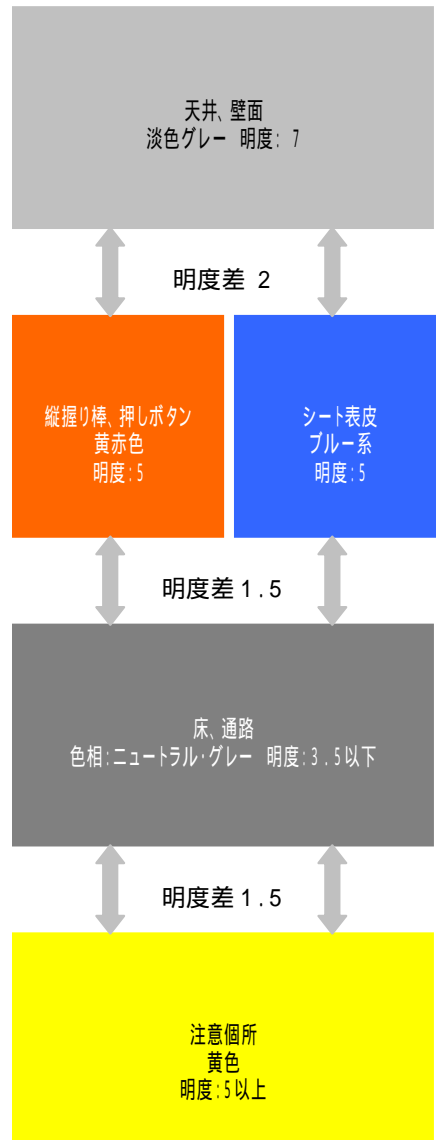 天井、壁面
淡色グレー 明度: 7
明度差 2
縦握り棒、押しボタン
黄赤色
明度:5
シート表皮
ブルー系
明度:5
明度差1.5
床、通路
色相:ニュートラル・グレー 明度:3.5以下
明度差1.5
注意個所
黄色
明度:5以上